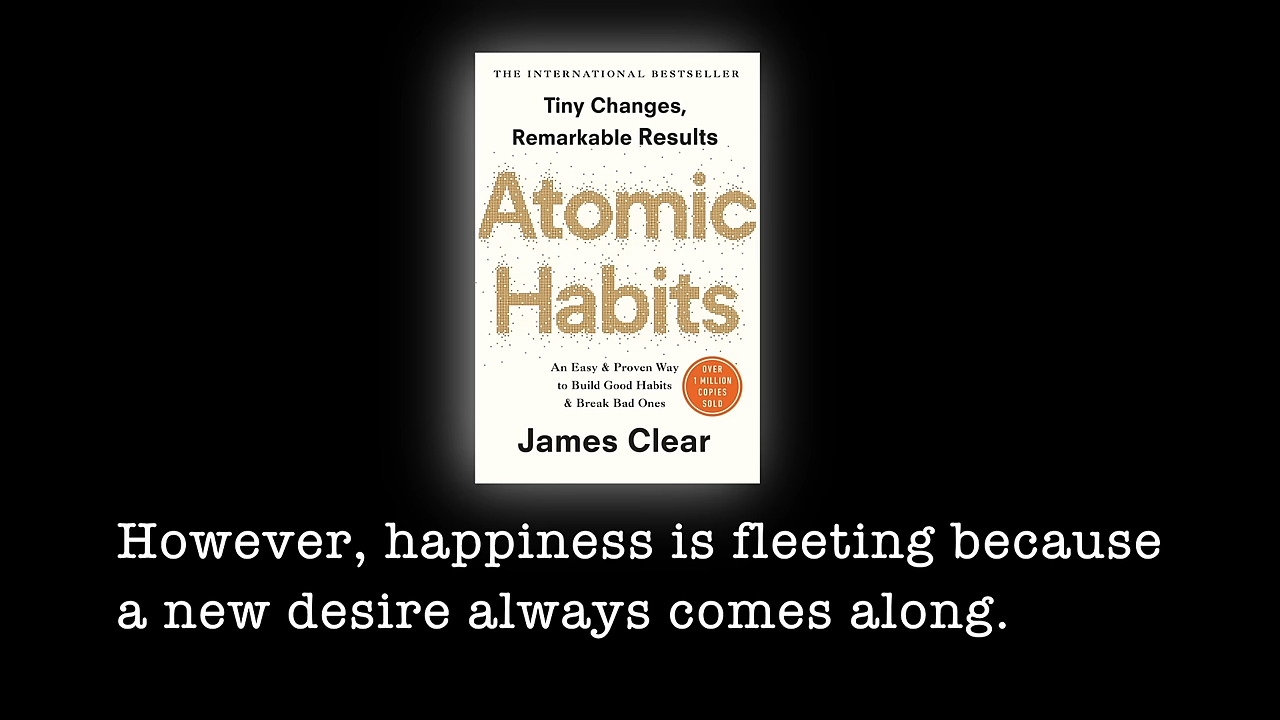 THE INTERNATIONAL BESTSELLER
Tiny Changes,
Remarkable Results
Atomic
Habits
An Easy & Proven Way
to Build Good Habits
& Break Bad Ones
OVER
1 MILLION
COPIES
SOLD
James Clear
However, happiness is fleeting because
a new desire always comes along.